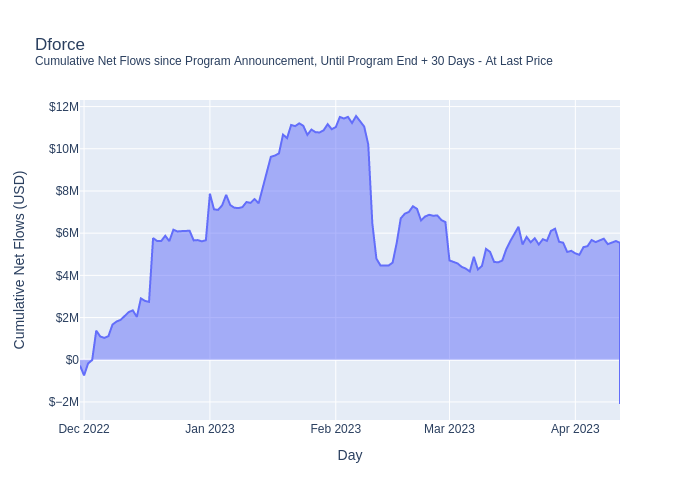 Dforce
Cumulative Net Flows since Program Announcement, Until Program End + 30 Days - At Last Price
Cumulative Net Flows (USD)
$12M
$10M
$8M
$6M
$4M
$2M
$0
$−2M
Dec 2022
Jan 2023
Feb 2023
Mar 2023
Apr 2023
Day